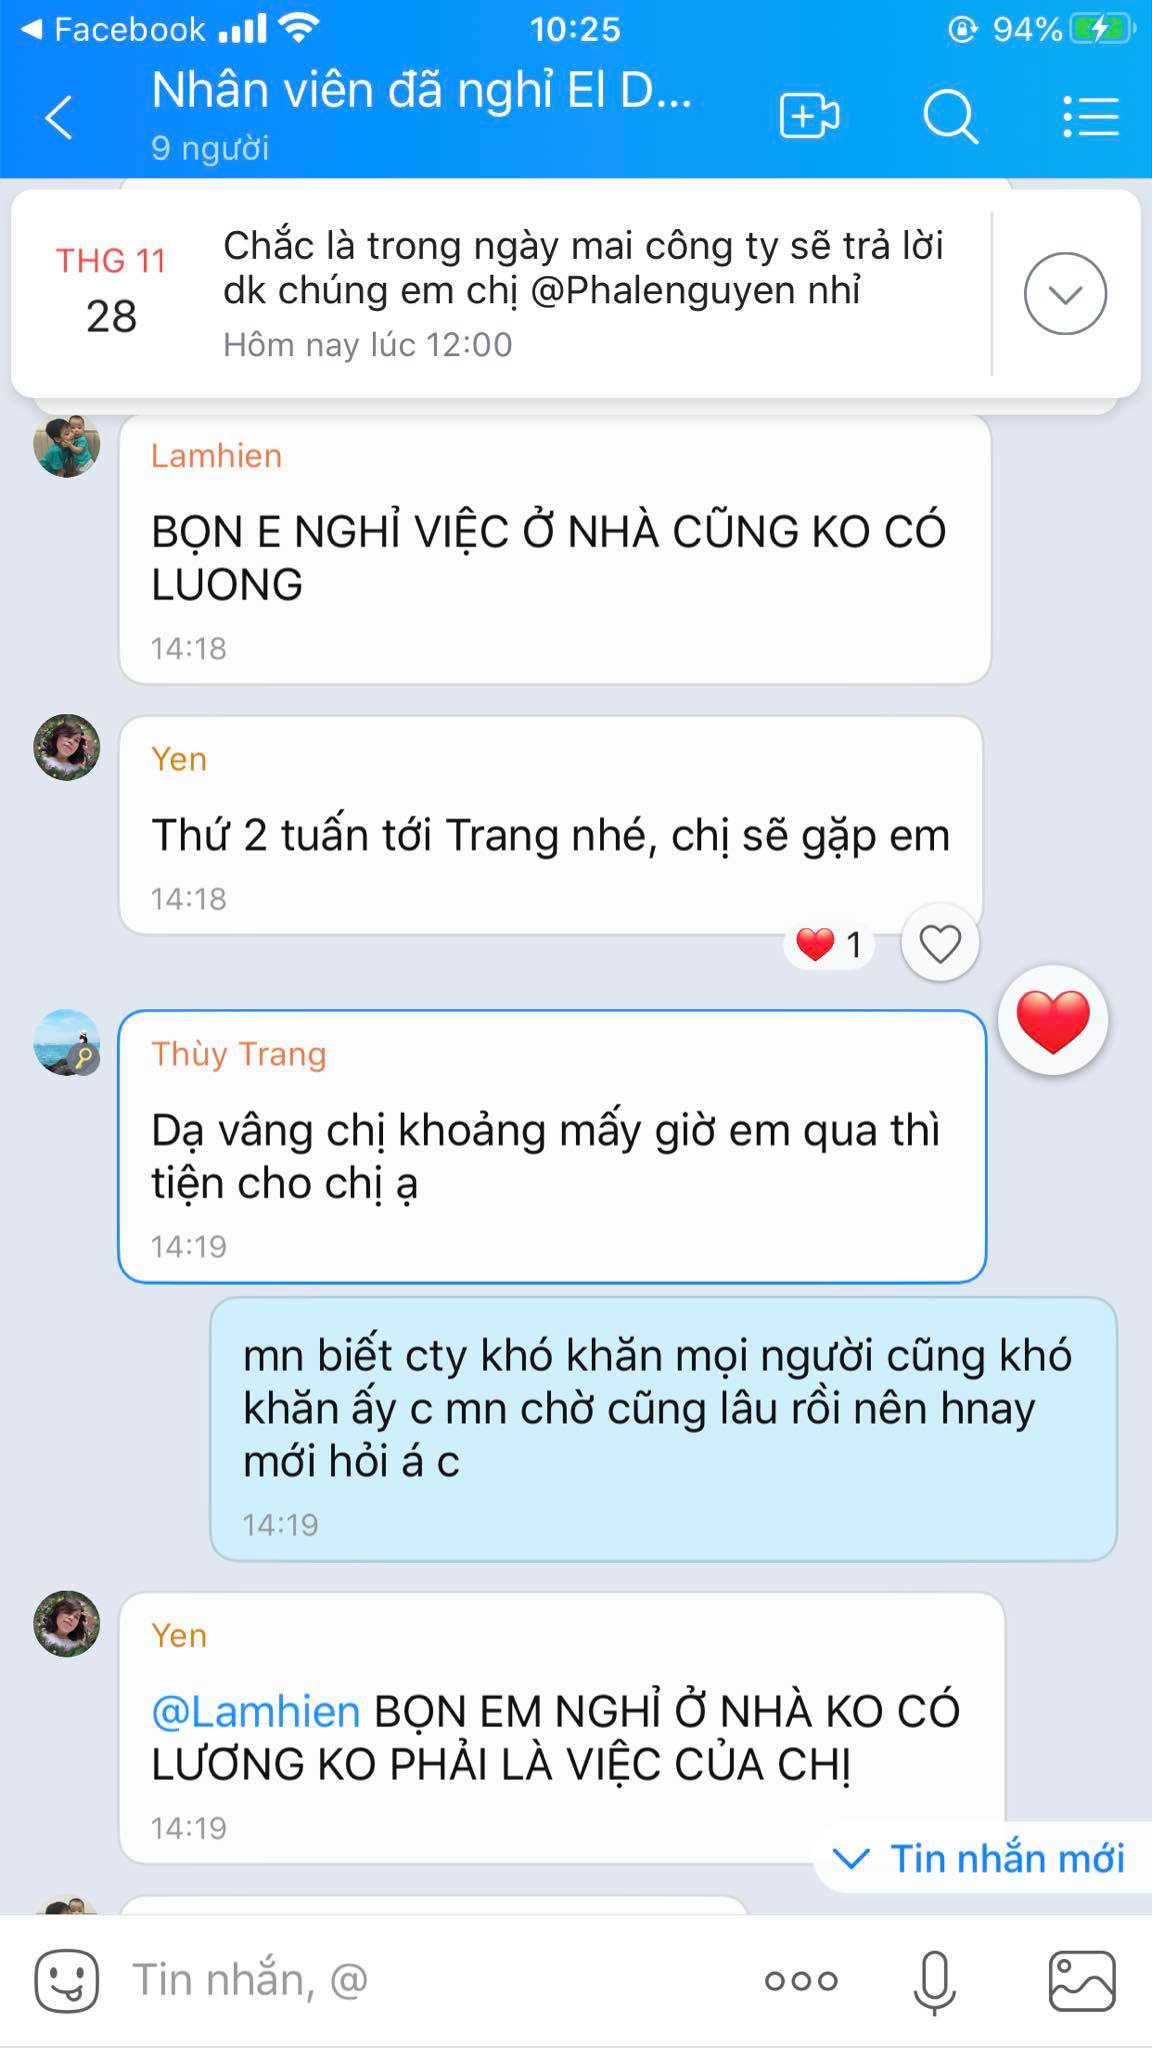 Facebook 10:25 94%
Nhân viên đã nghỉ El D...
9 người
THG 11
28
Chắc là trong ngày mai công ty sẽ trả lời
dk chúng em chị @Phalenguyen nhỉ
Hôm nay lúc 12:00
Lamhien
BỌN E NGHỈ VIỆC Ở NHÀ CŨNG KO CÓ
LUONG
14:18
Yen
Thứ 2 tuần tới Trang nhé, chị sẽ gặp em
14:18
1
Thùy Trang
Dạ vâng chị khoảng mấy giờ em qua thì
tiện cho chị ạ
14:19
mn biết cty khó khăn mọi người cũng khó
khăn ấy c mn chờ cũng lâu rồi nên hnay
mới hỏi á c
14:19
Yen
@Lamhien BỌN EM NGHỈ Ở NHÀ KO CÓ
LƯƠNG KO PHẢI LÀ VIỆC CỦA CHỊ
14:19
Tin nhắn mới
Tin nhắn, @